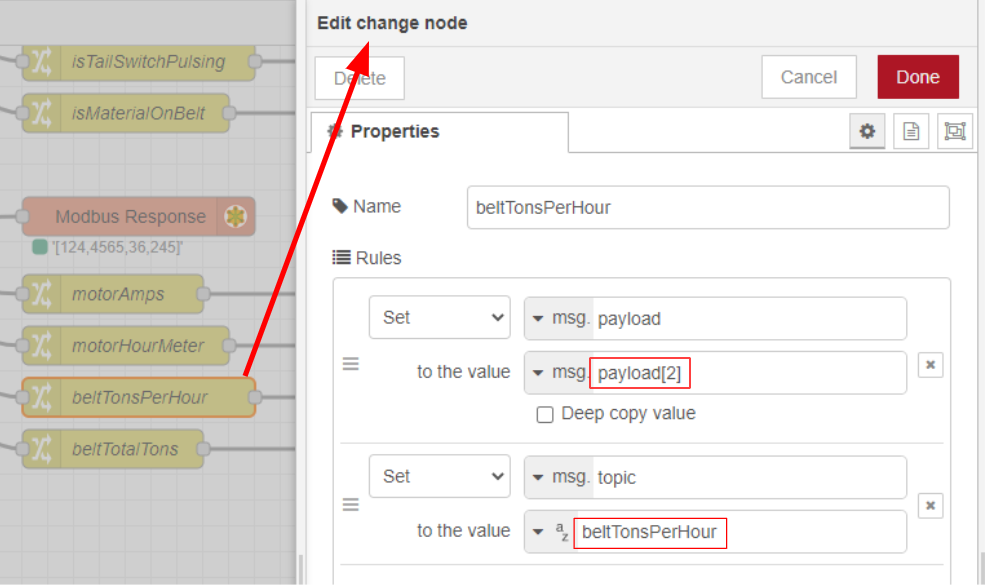 Edit change node
Delete
Cancel
Done
Properties
Name
beltTonsPerHour
Rules
Set
msg. payload
to the value
msg. payload[2]
Deep copy value
Set
msg. topic
to the value
a
z
beltTonsPerHour
isTailSwitchPulsing
isMaterialOnBelt
Modbus Response
'[124,4565,36,245]'
motorAmps
motorHourMeter
beltTonsPerHour
beltTotalTons